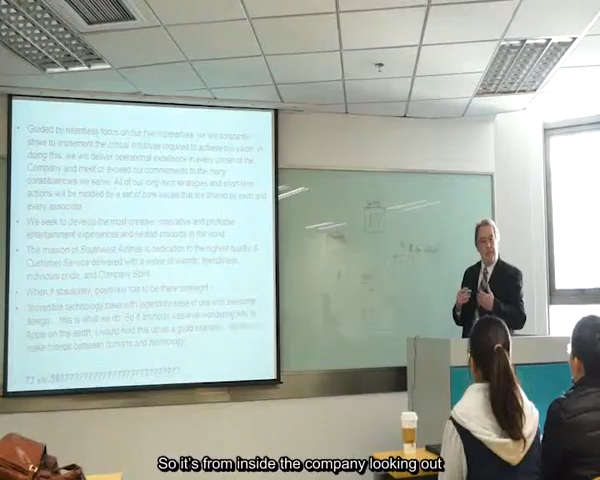 Guided by relentless focus on our five imperatives, we will constantly
strive to implement the critical initiatives required to achieve our vision. In
doing this, we will deliver operational excellence in every corner of the
Company and meet or exceed our commitments to the many
constituencies we serve. All of our long-term strategies and short-term
actions will be molded by a set of core values that are shared by each and
every associate.
We seek to develop the most creative, innovative and profitable
entertainment experiences and related products in the world.
The mission of Southwest Airlines is dedication to the highest quality of
Customer Service delivered with a sense of warmth, friendliness,
individual pride, and Company Spirit.
When it absolutely, positively has to be there overnight
Incredible technology base with legendary ease of use with awesome
design... this is what we do. So if anybody was ever wondering why is
Apple on the earth, I would hold this up as a good example
make friends between humans and technology
So it's from inside the company looking out